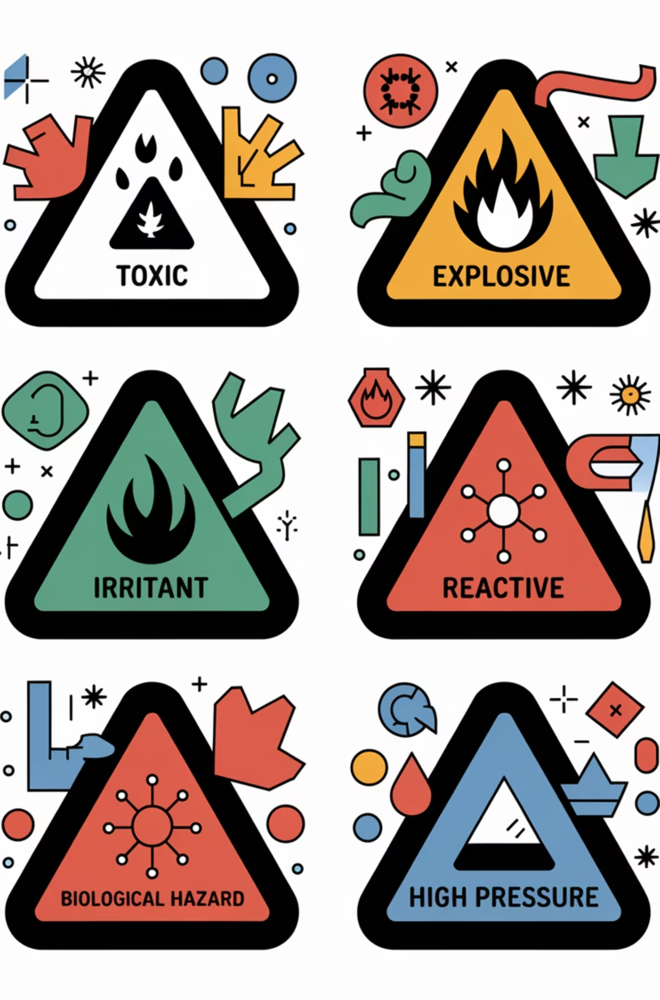 TOXIC
EXPLOSIVE
IRRITANT
REACTIVE
BIOLOGICAL HAZARD
HIGH PRESSURE